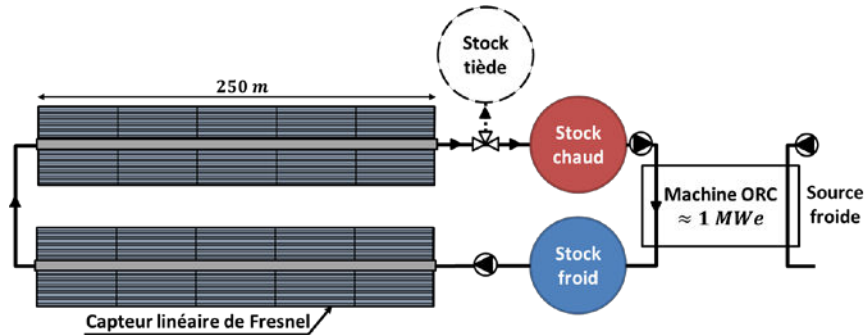 Stock
tiède
250 m
Stock
chaud
Machine ORC
≈ 1 MWe
Source
froide
Stock
froid
Capteur linéaire de Fresnel